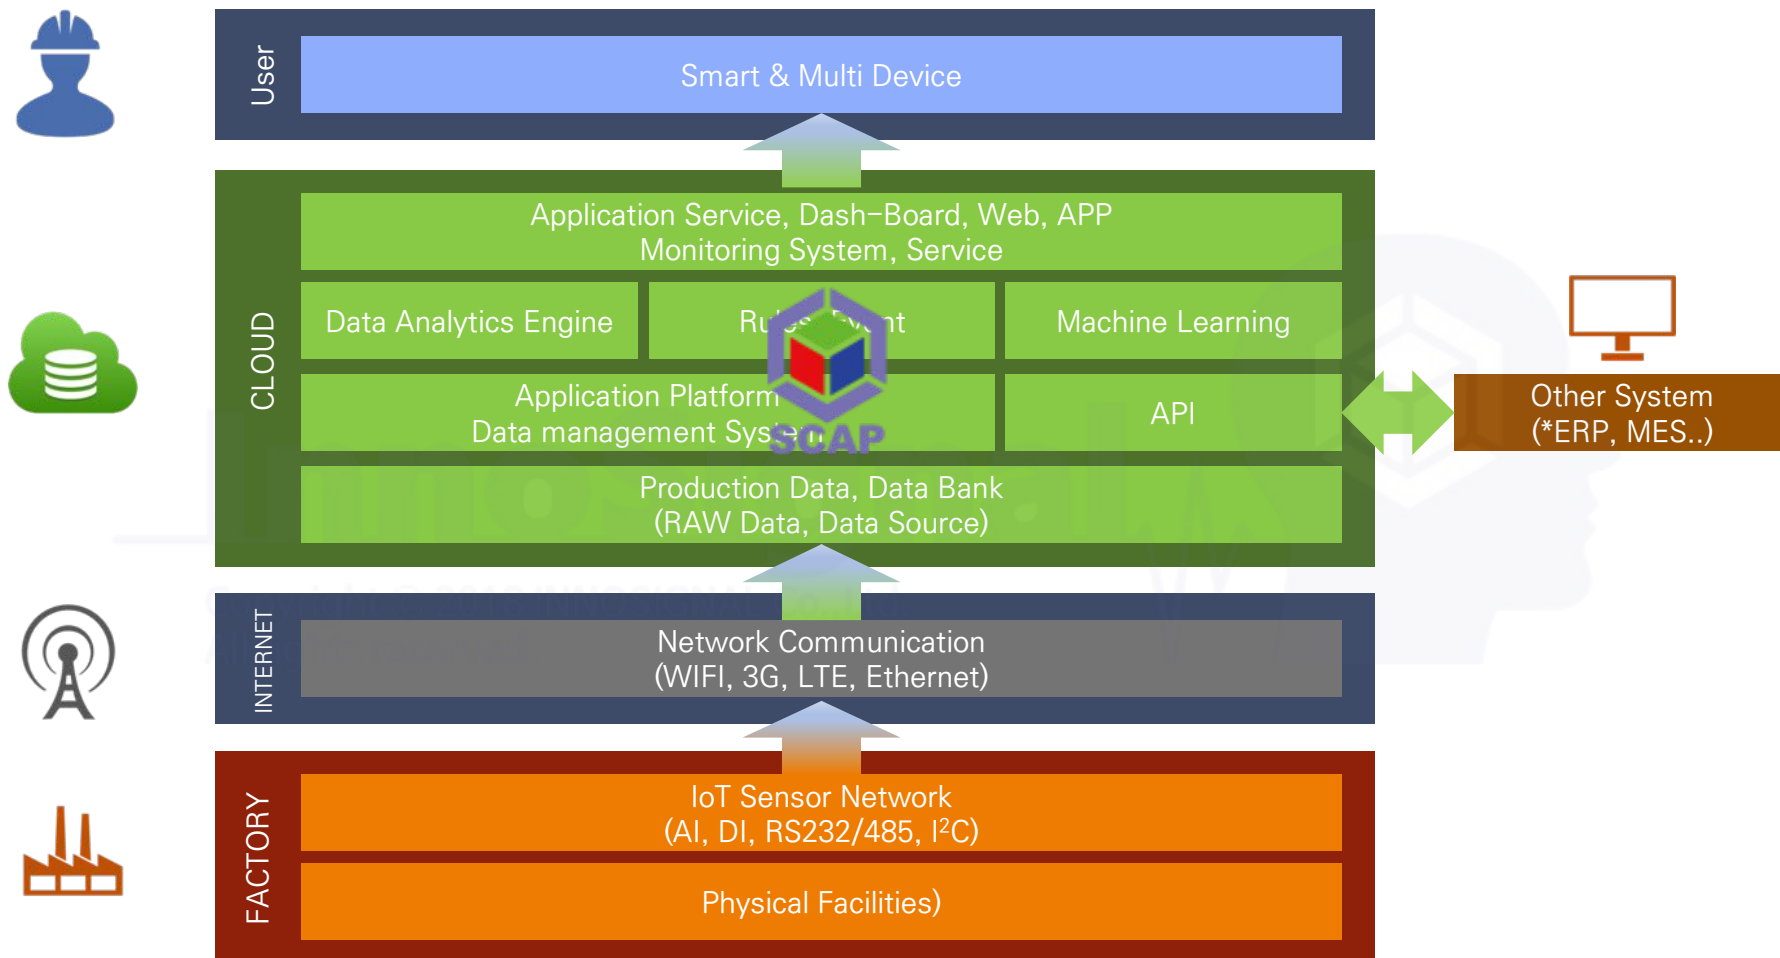 User
Smart & Multi Device
CLOUD
Application Service, Dash-Board, Web, APP
Monitoring System, Service
Data Analytics Engine
Event
Machine Learning
Application Platform
Data management System
SCAP
API
Other System
(*ERP, MES..)
Production Data, Data Bank
(RAW Data, Data Source)
INTERNET
Network Communication
(WIFI, 3G, LTE, Ethernet)
FACTORY
IoT Sensor Network
(AI, DI, RS232/485, I²C)
Physical Facilities)